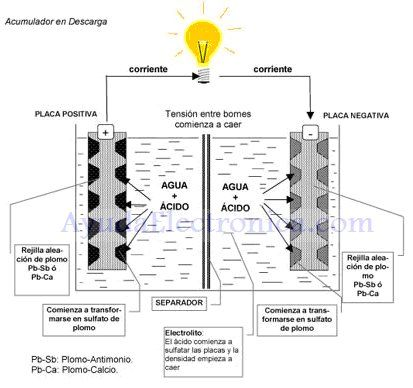 Acumulador en Descarga
corriente
corriente
PLACA POSITIVA
Tensión entre bornes
comienza a caer
PLACA NEGATIVA
+
-
AGUA
+
ÁCIDO
AGUA
+
ÁCIDO
AyudaElectronica.com
Rejilla alea-
ción de plomo
Pb-Sb ó
Pb-Ca
Rejilla alea-
ción de plo-
mo
Pb-Sb ó
Pb-Ca
SEPARADOR
Comienza a transfor-
marse en sulfato de
plomo
Comienza a trans-
formarse en sulfato
de plomo
Electrolito:
El ácido comienza a
sulfatar las placas y la
densidad empieza a
caer
Pb-Sb: Plomo-Antimonio.
Pb-Ca: Plomo-Calcio.